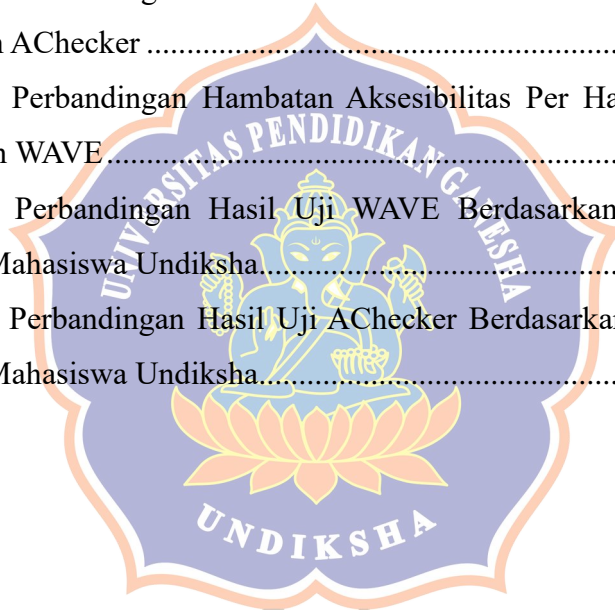 n AChecker ..............................................................
Perbandingan Hambatan Aksesibilitas Per Ha
n WAVE..................................................................
Perbandingan Hasil Uji WAVE Berdasarkan
Mahasiswa Undiksha..............................................
Perbandingan Hasil Uji AChecker Berdasarkan
Mahasiswa Undiksha..............................................
UNIVERSITAS PENDIDIKAN GANESHA
UNDIKSHA